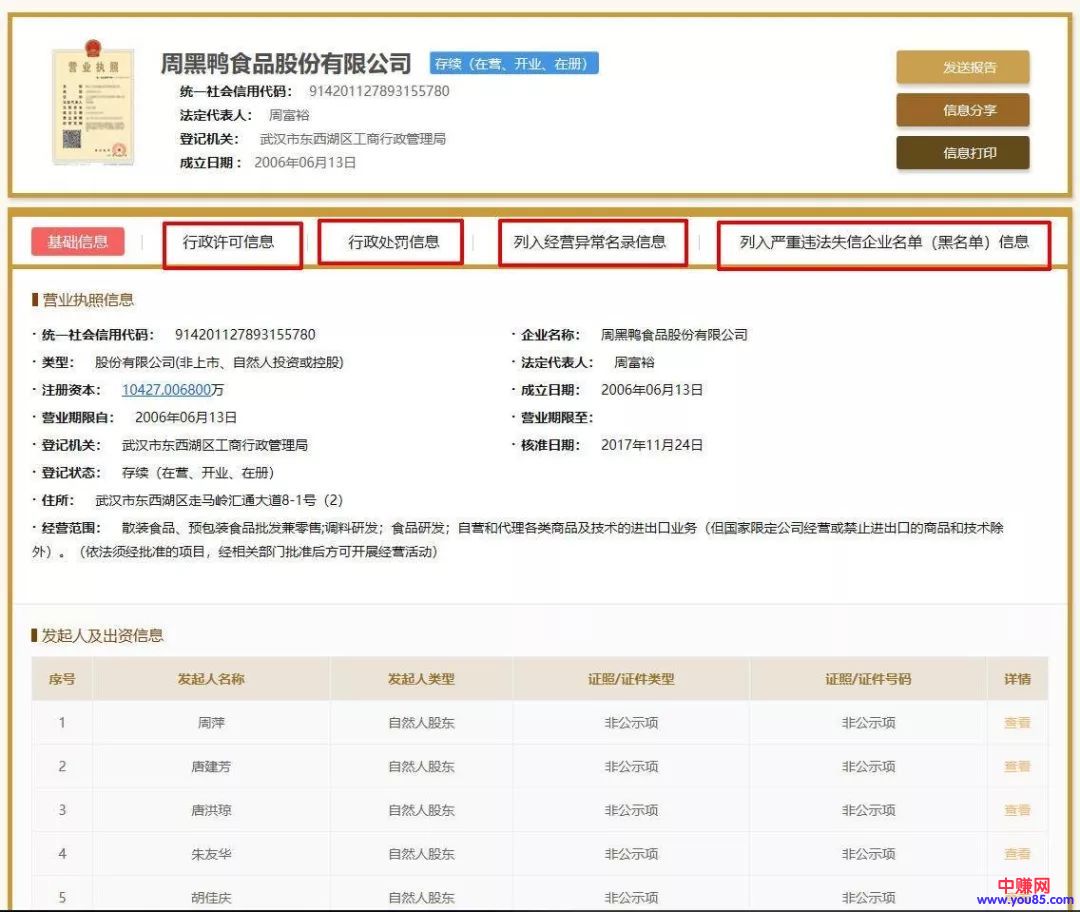 营业执照
周黑鸭食品股份有限公司 存续（在营、开业、在册）
统一社会信用代码： 914201127893155780
法定代表人： 周富裕
登记机关： 武汉市东西湖区工商行政管理局
成立日期： 2006年06月13日
发送报告
信息分享
信息打印
基础信息 行政许可信息 行政处罚信息 列入经营异常名录信息 列入严重违法失信企业名单（黑名单）信息
营业执照信息
· 统一社会信用代码： 914201127893155780 · 企业名称： 周黑鸭食品股份有限公司
· 类型： 股份有限公司(非上市、自然人投资或控股) · 法定代表人： 周富裕
· 注册资本： 10427.006800万 · 成立日期： 2006年06月13日
· 营业期限自： 2006年06月13日 · 营业期限至：
· 登记机关： 武汉市东西湖区工商行政管理局 · 核准日期： 2017年11月24日
· 登记状态： 存续（在营、开业、在册）
· 住所： 武汉市东西湖区走马岭汇通大道8-1号（2）
· 经营范围： 散装食品、预包装食品批发兼零售;调料研发；食品研发；自营和代理各类商品及技术的进出口业务（但国家限定公司经营或禁止进出口的商品和技术除
外）。（依法须经批准的项目，经相关部门批准后方可开展经营活动）
发起人及出资信息
序号 发起人名称 发起人类型 证照/证件类型 证照/证件号码 详情
1 周萍 自然人股东 非公示项 非公示项 查看
2 唐建芳 自然人股东 非公示项 非公示项 查看
3 唐洪琼 自然人股东 非公示项 非公示项 查看
4 朱友华 自然人股东 非公示项 非公示项 查看
5 胡佳庆 自然人股东 非公示项 非公示项
中赚网
www.you85.com